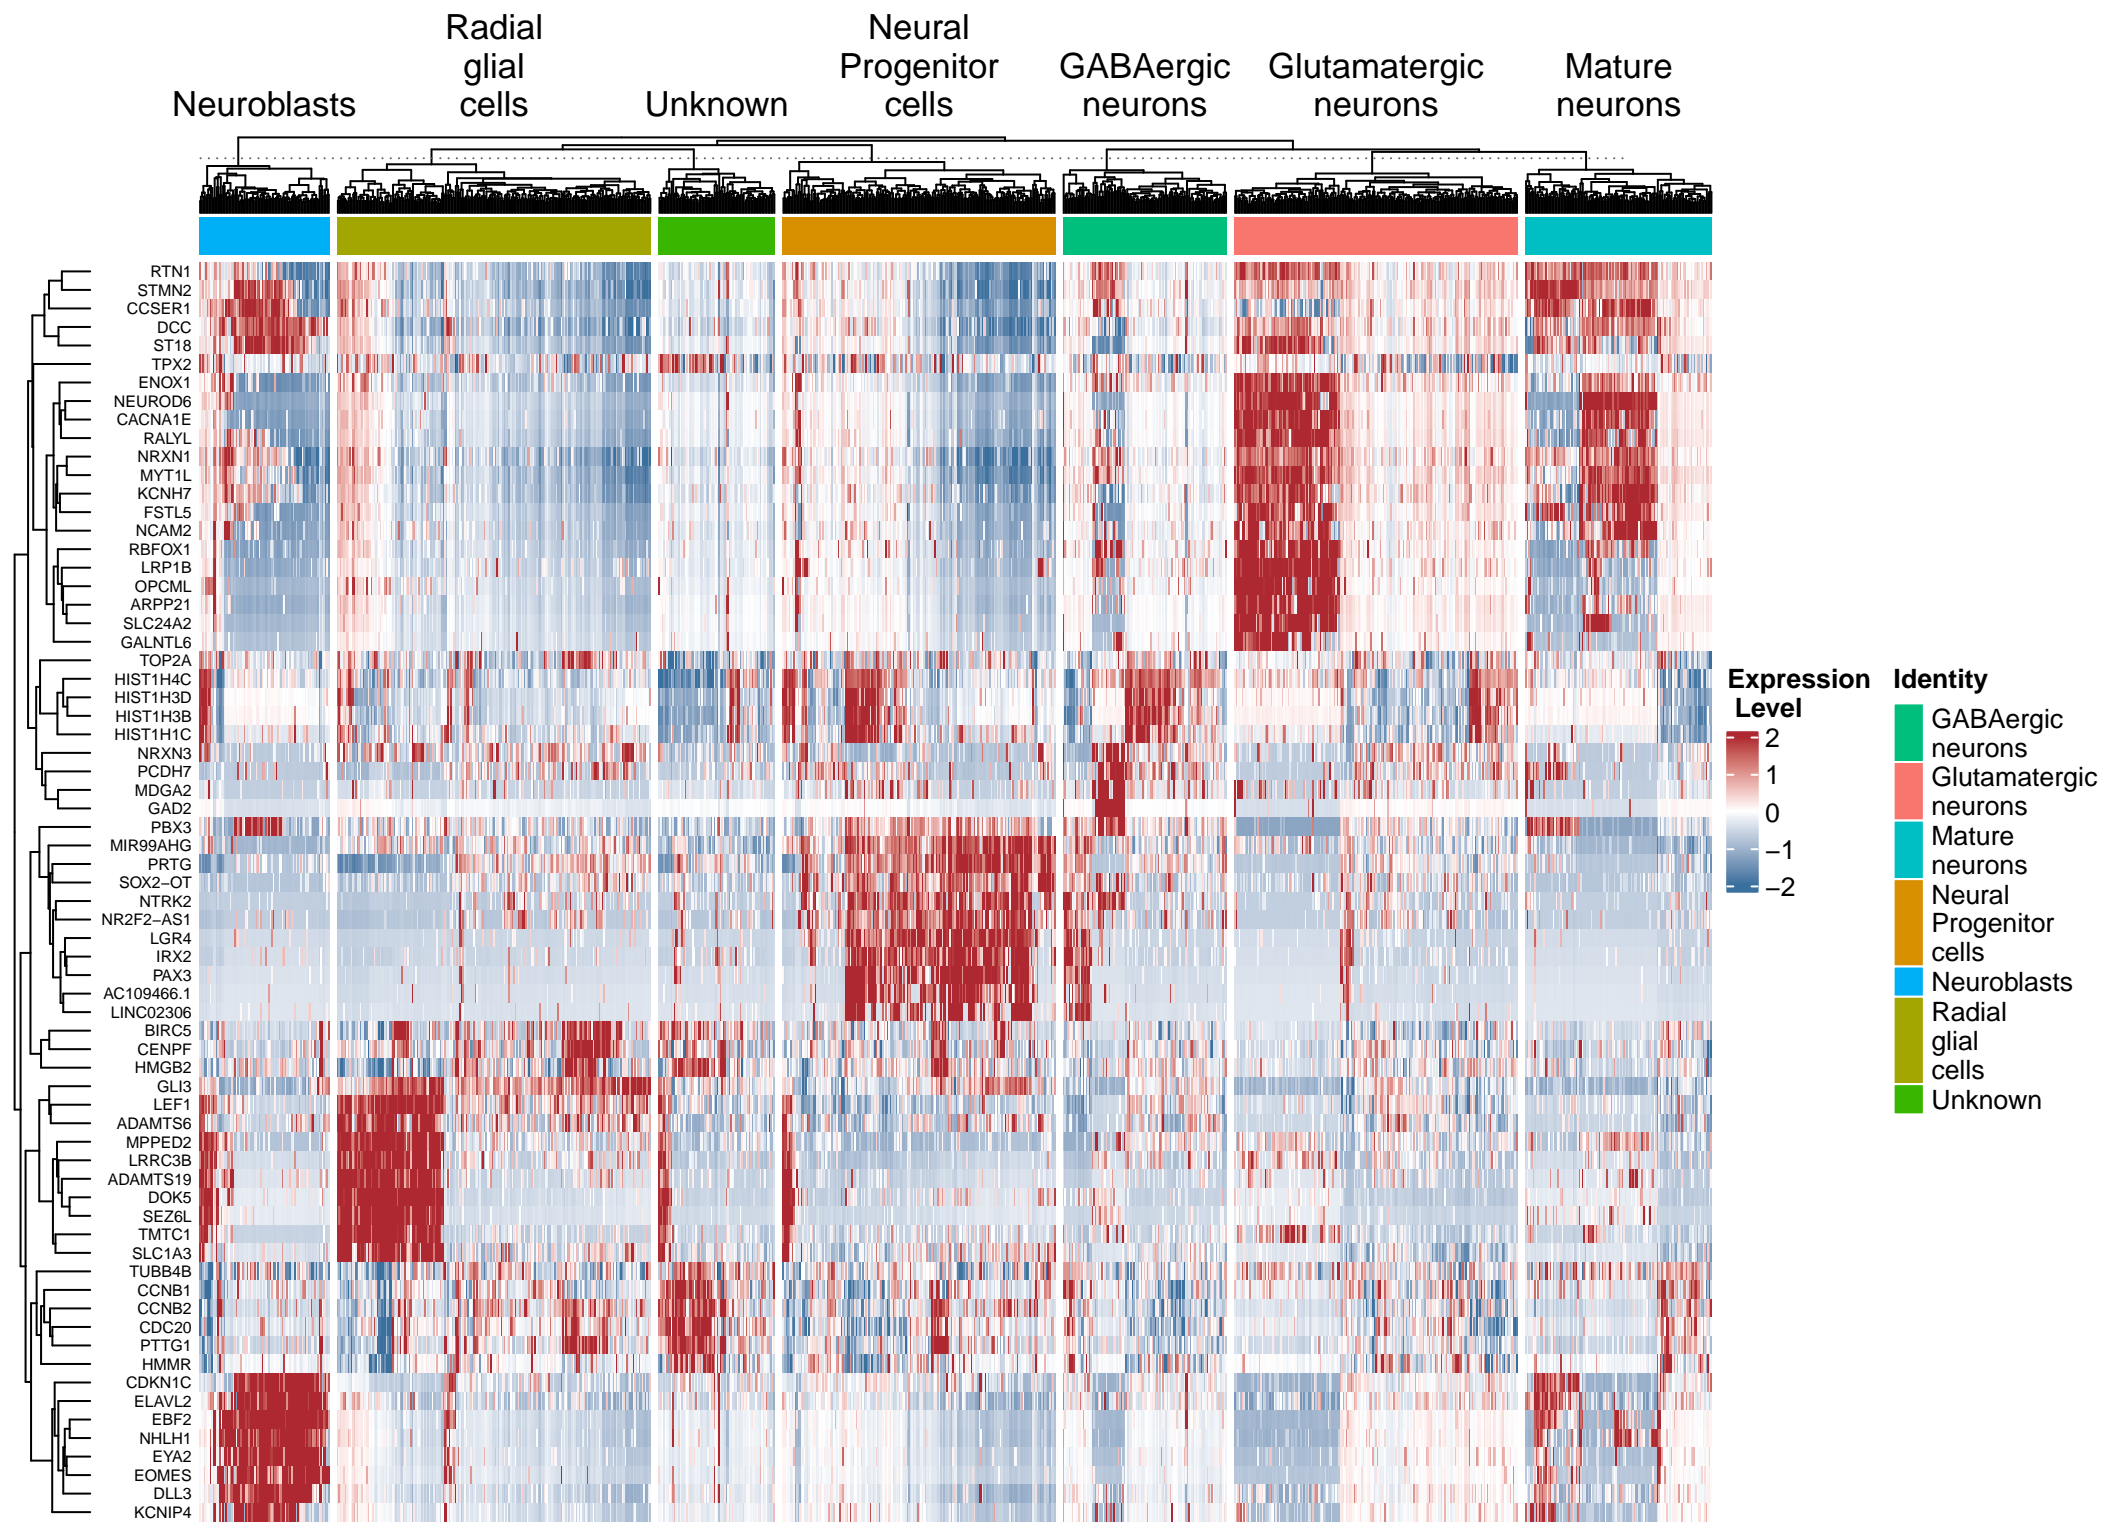 Radial
glial
cells
Neural
Progenitor
cells
Neuroblasts
Unknown
GABAergic
neurons
Glutamatergic
neurons
Mature
neurons
RTN1
STMN2
CCSER1
DCC
ST18
TPX2
ENOX1
NEUROD6
CACNA1E
RALYL
NRXN1
MYT1L
KCNH7
FSTL5
NCAM2
RBFOX1
LRP1B
OPCML
ARPP21
SLC24A2
GALNTL6
TOP2A
HIST1H4C
HIST1H3D
HIST1H3B
HIST1H1C
NRXN3
PCDH7
MDGA2
GAD2
PBX3
MIR99AHG
PRTG
SOX2−OT
NTRK2
NR2F2−AS1
LGR4
IRX2
PAX3
AC109466.1
LINC02306
BIRC5
CENPF
HMGB2
GLI3
LEF1
ADAMTS6
MPPED2
LRRC3B
ADAMTS19
DOK5
SEZ6L
TMTC1
SLC1A3
TUBB4B
CCNB1
CCNB2
CDC20
PTTG1
HMMR
CDKN1C
ELAVL2
EBF2
NHLH1
EYA2
EOMES
DLL3
KCNIP4
Expression
Level
2
1
0
−1
−2
Identity
GABAergic
neurons
Glutamatergic
neurons
Mature
neurons
Neural
Progenitor
cells
Neuroblasts
Radial
glial
cells
Unknown